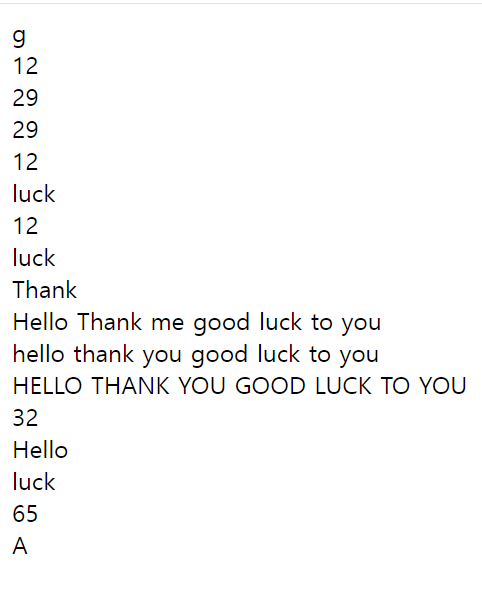 g
12
29
29
12
luck
12
luck
Thank
Hello Thank me good luck to you
hello thank you good luck to you
HELLO THANK YOU GOOD LUCK TO YOU
32
Hello
luck
65
A